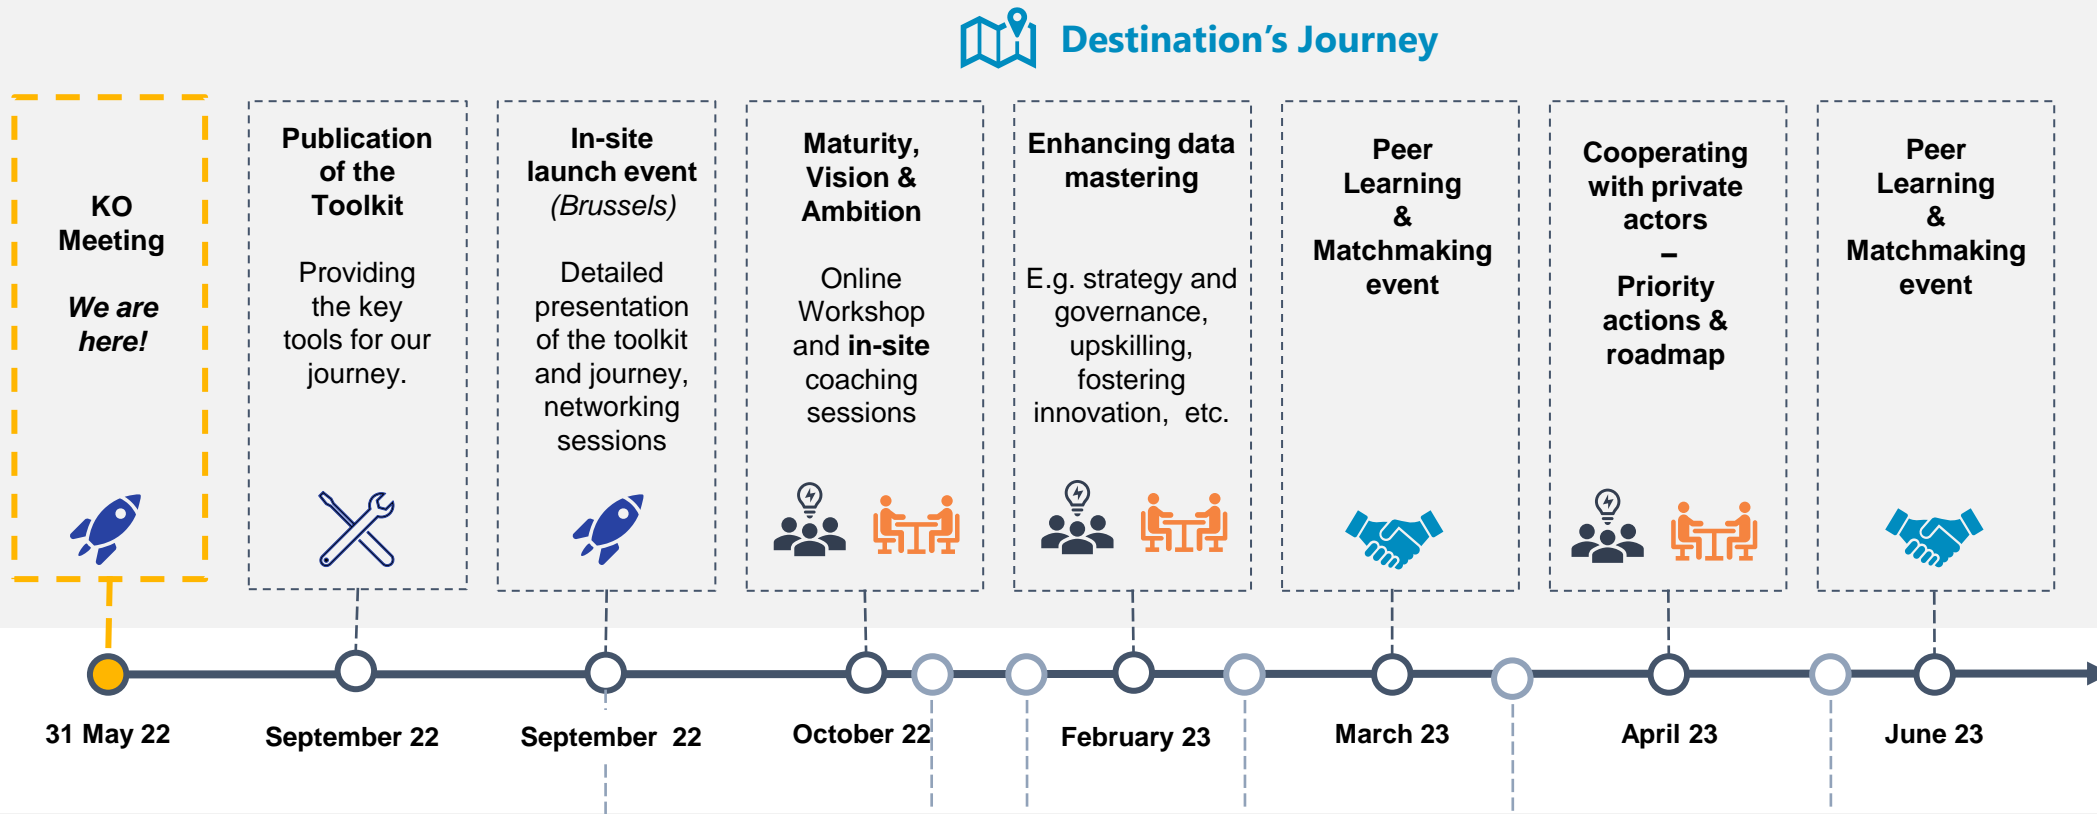 Destination's Journey
KO
Meeting
We are
here!
Publication
of the
Toolkit
Providing
the key
tools for our
journey.
In-site
launch event
(Brussels)
Detailed
presentation
of the toolkit
and journey,
networking
sessions
Maturity,
Vision &
Ambition
Online
Workshop
and in-site
coaching
sessions
Enhancing data
mastering
E.g. strategy and
governance,
upskilling,
fostering
innovation, etc.
Peer
Learning
&
Matchmaking
event
Cooperating
with private
actors
–
Priority
actions &
roadmap
Peer
Learning
&
Matchmaking
event
31 May 22
September 22
September 22
October 22
February 23
March 23
April 23
June 23